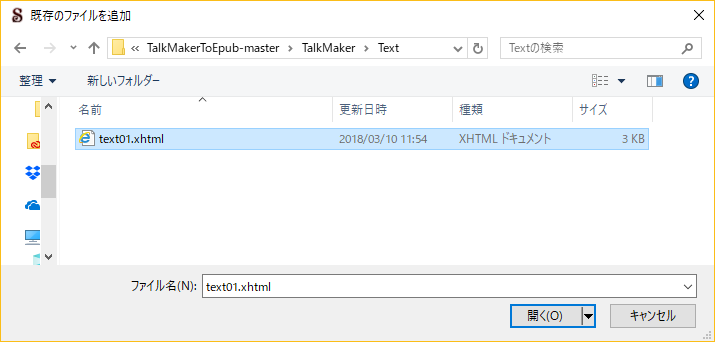 既存のファイルを追加
« TalkMakerToEpub-master › TalkMaker › Text
Textの検索
整理
新しいフォルダー
?
名前 更新日時 種類 サイズ
text01.xhtml 2018/03/10 11:54 XHTML ドキュメント 3 KB
ファイル名(N): text01.xhtml
開く(O) キャンセル